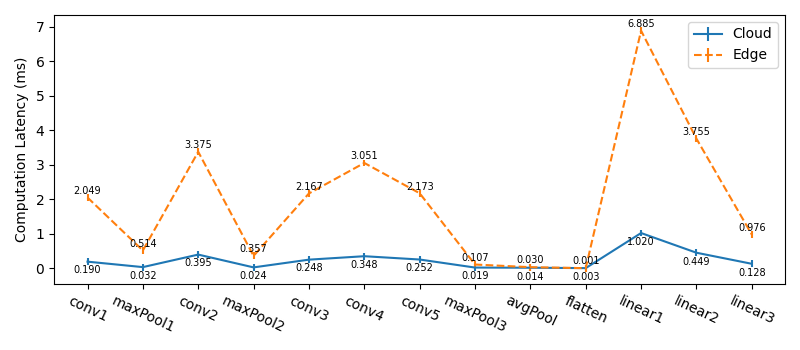 Computation Latency (ms)
7
6
5
4
3
2
1
0
Cloud
Edge
2.049
0.514
3.375
0.357
2.167
3.051
2.173
0.107
0.030
0.001
6.885
3.755
0.976
0.190
0.032
0.395
0.024
0.248
0.348
0.252
0.019
0.014
0.003
1.020
0.449
0.128
conv1
maxPool1
conv2
maxPool2
conv3
conv4
conv5
maxPool3
avgPool
flatten
linear1
linear2
linear3